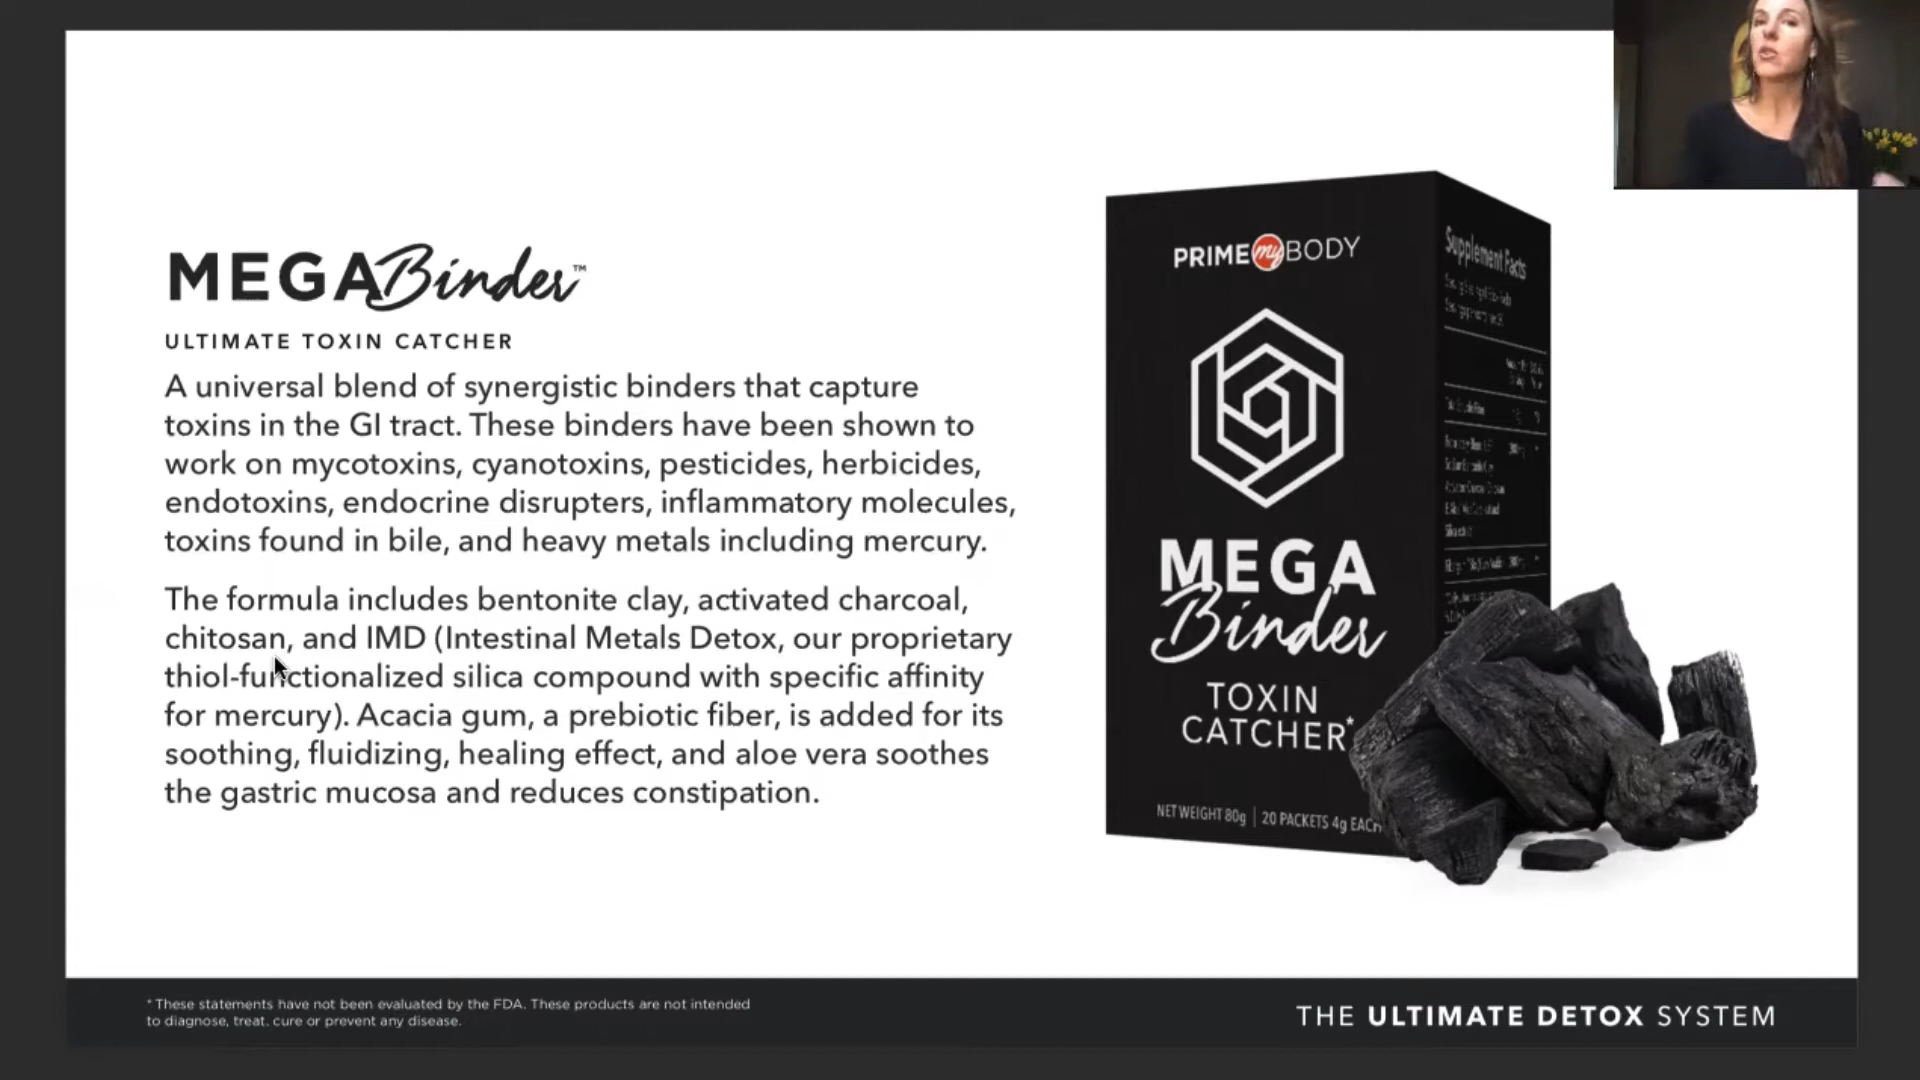 MEGABinder™
ULTIMATE TOXIN CATCHER
A universal blend of synergistic binders that capture
toxins in the GI tract. These binders have been shown to
work on mycotoxins, cyanotoxins, pesticides, herbicides,
endotoxins, endocrine disrupters, inflammatory molecules,
toxins found in bile, and heavy metals including mercury.
The formula includes bentonite clay, activated charcoal,
chitosan, and IMD (Intestinal Metals Detox, our proprietary
thiol-functionalized silica compound with specific affinity
for mercury). Acacia gum, a prebiotic fiber, is added for its
soothing, fluidizing, healing effect, and aloe vera soothes
the gastric mucosa and reduces constipation.
PRIME my BODY
MEGA
Binder
TOXIN
CATCHER*
NET WEIGHT 80g | 20 PACKETS 4g EACH
Supplement Facts
* These statements have not been evaluated by the FDA. These products are not intended
to diagnose, treat, cure or prevent any disease.
THE ULTIMATE DETOX SYSTEM